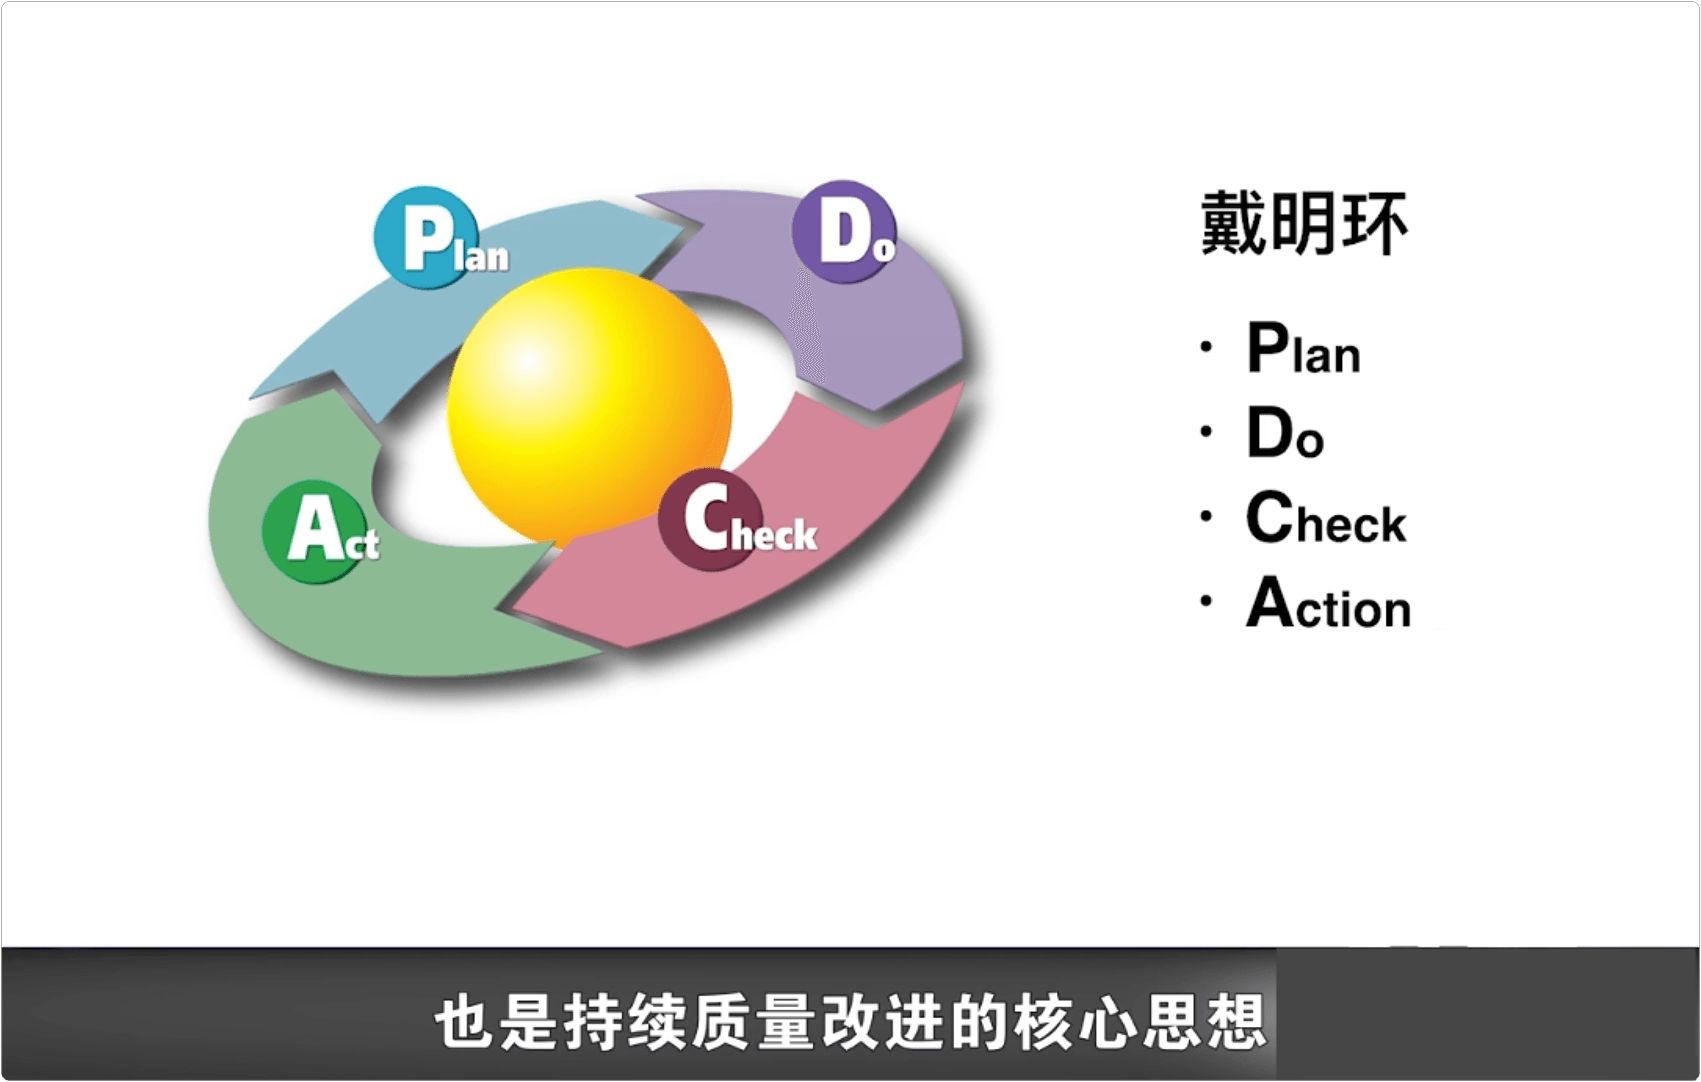 Plan
Do
Check
Act
戴明环
· Plan
· Do
· Check
· Action
也是持续质量改进的核心思想